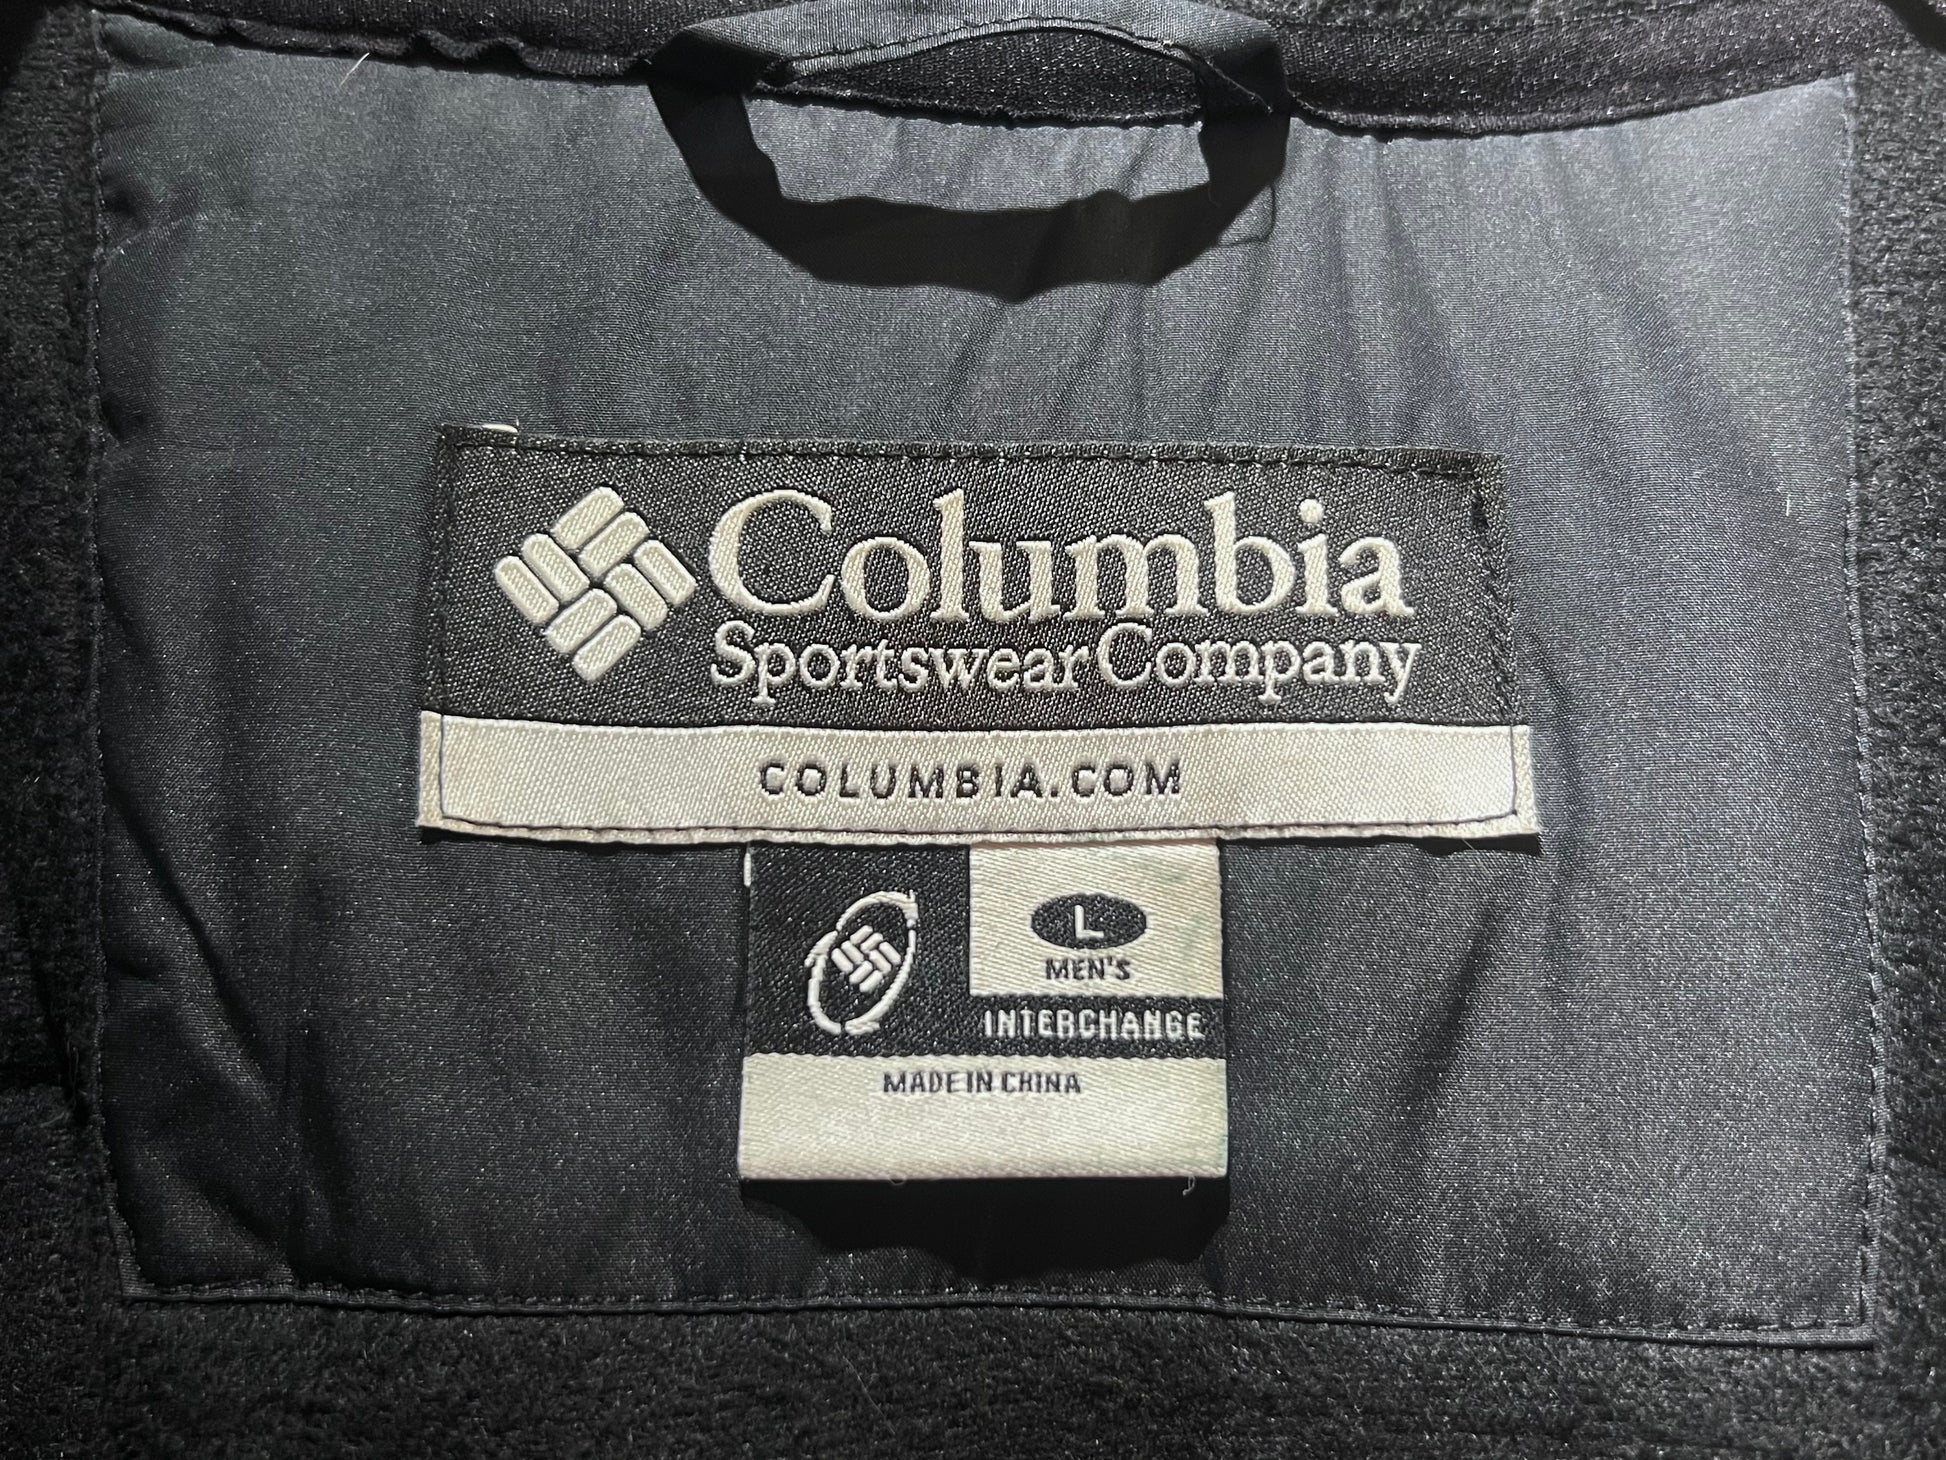 Columbia
Sportswear Company
COLUMBIA.COM
L
MEN'S
INTERCHANGE
MADE IN CHINA